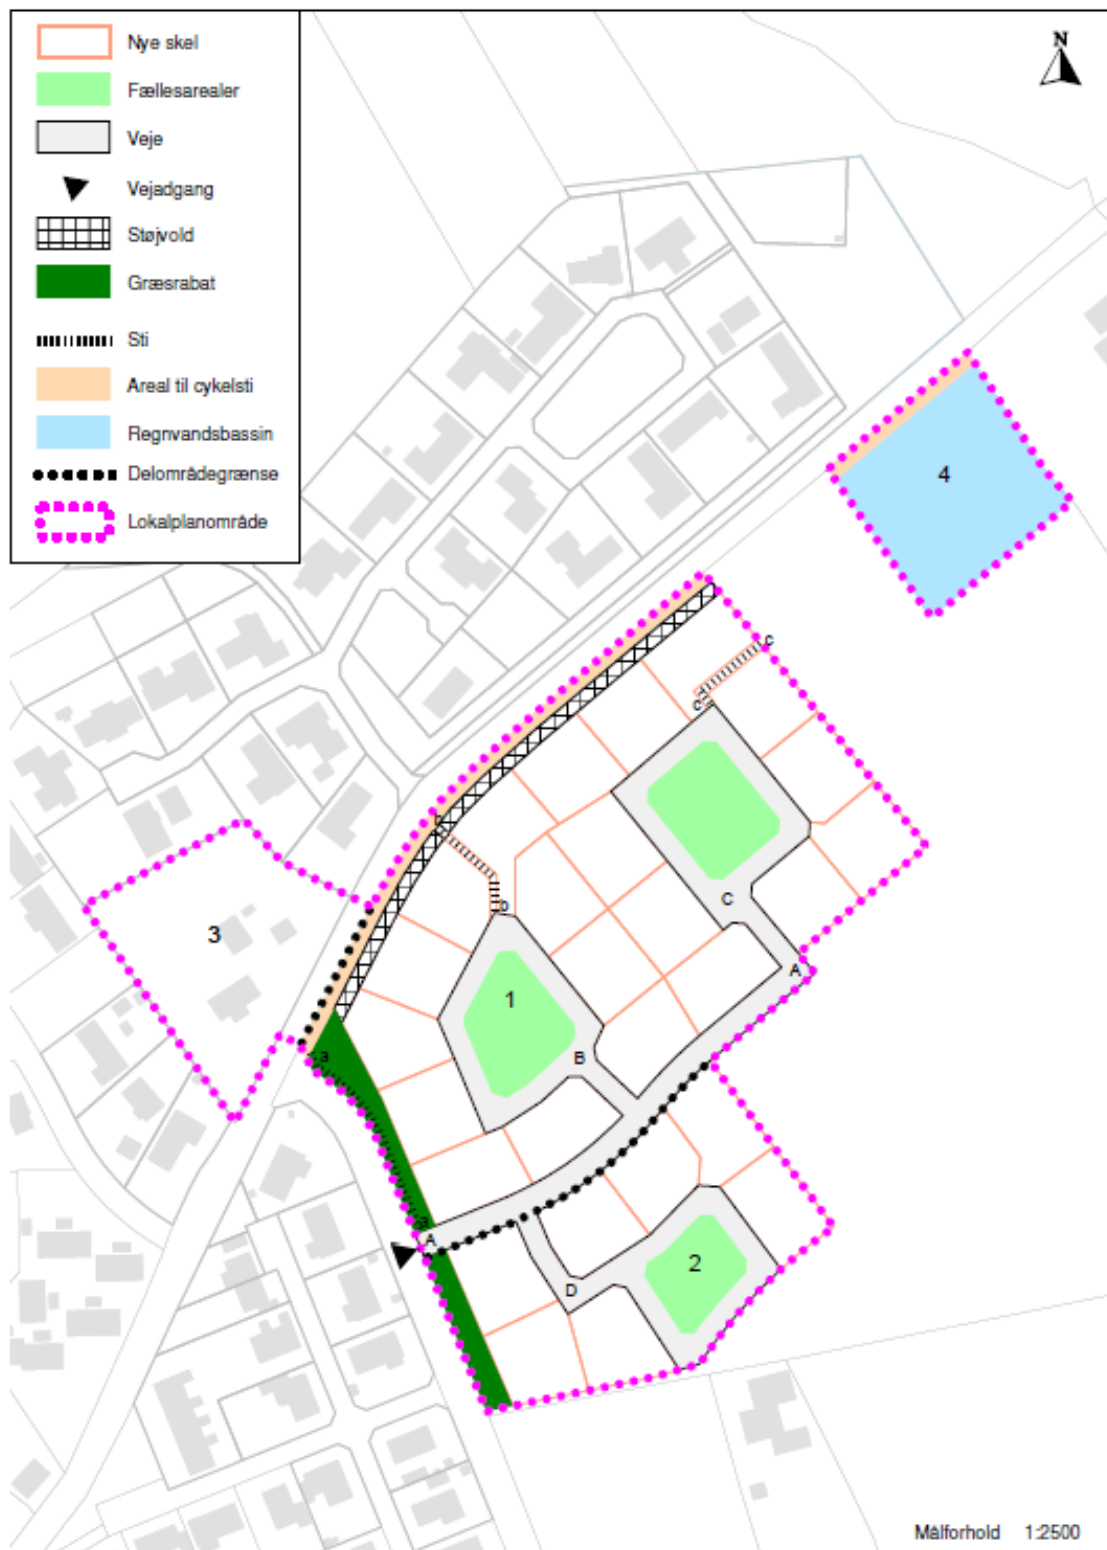 Nye skel
Fællesarealer
Veje
Vejadgang
Støjvold
Græsrabat
Sti
Areal til cykelsti
Regnvandsbassin
Delområdegrænse
Lokalplanområde
N
4
c
c
C
3
b
1
A
B
a
a
A
2
D
Målforhold 1:2500